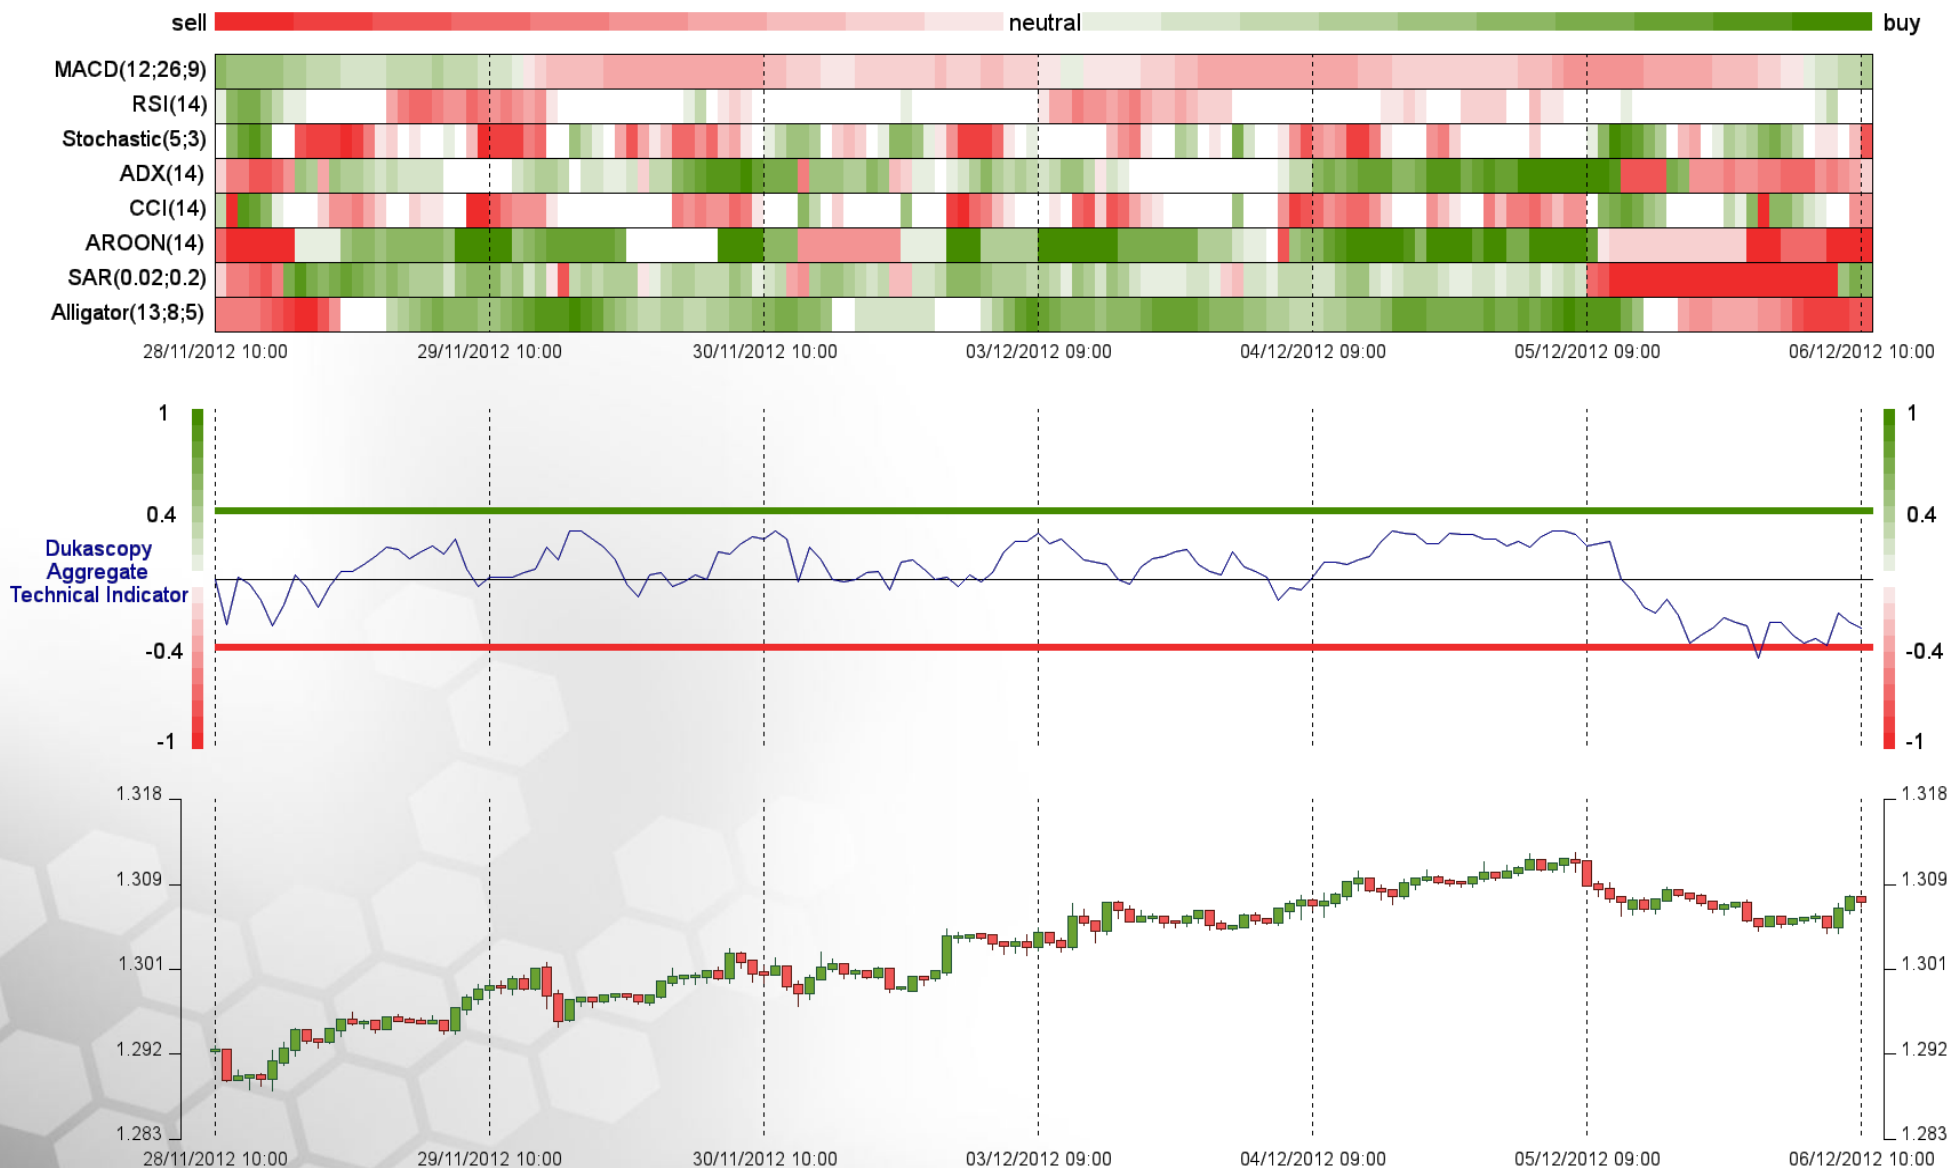 sell neutral buy
MACD(12;26;9)
RSI(14)
Stochastic(5;3)
ADX(14)
CCI(14)
AROON(14)
SAR(0.02;0.2)
Alligator(13;8;5)
28/11/2012 10:00 29/11/2012 10:00 30/11/2012 10:00 03/12/2012 09:00 04/12/2012 09:00 05/12/2012 09:00 06/12/2012 10:00
1 1
0.4 0.4
Dukascopy
Aggregate
Technical Indicator
-0.4 -0.4
-1 -1
1.318 1.318
1.309 1.309
1.301 1.301
1.292 1.292
1.283 1.283
28/11/2012 10:00 29/11/2012 10:00 30/11/2012 10:00 03/12/2012 09:00 04/12/2012 09:00 05/12/2012 09:00 06/12/2012 10:00